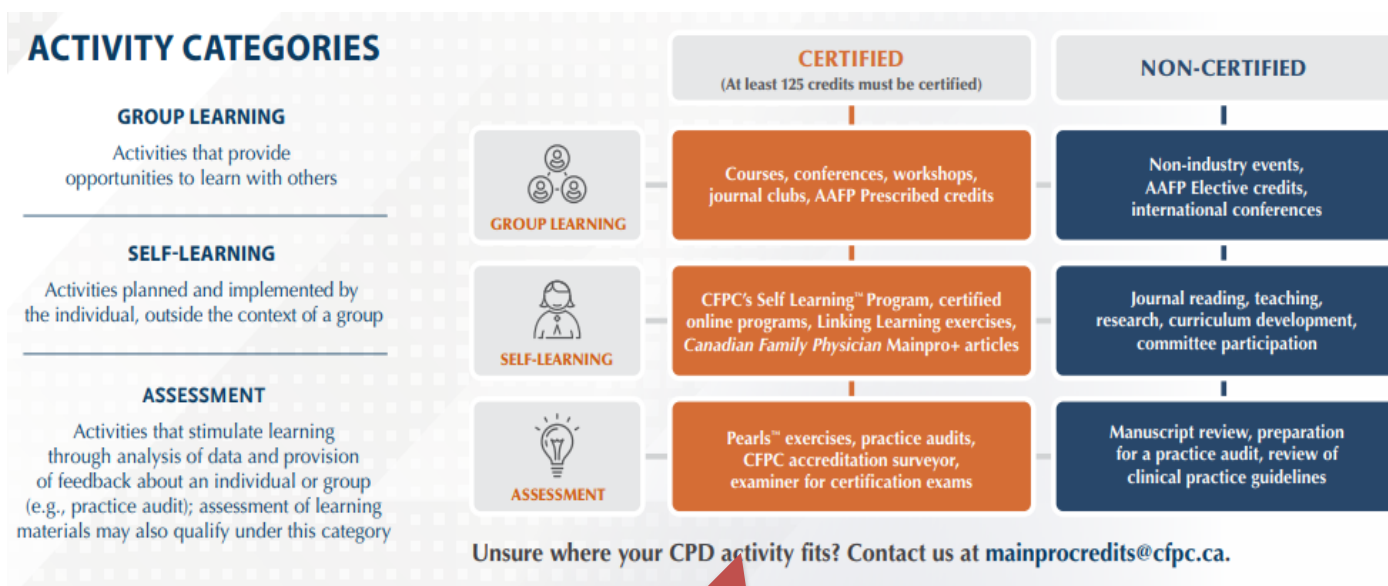 ACTIVITY CATEGORIES
GROUP LEARNING
Activities that provide
opportunities to learn with others
SELF-LEARNING
Activities planned and implemented by
the individual, outside the context of a group
ASSESSMENT
Activities that stimulate learning
through analysis of data and provision
of feedback about an individual or group
(e.g., practice audit); assessment of learning
materials may also qualify under this category
CERTIFIED
(At least 125 credits must be certified)
NON-CERTIFIED
GROUP LEARNING
Courses, conferences, workshops,
journal clubs, AAFP Prescribed credits
Non-industry events,
AAFP Elective credits,
international conferences
SELF-LEARNING
CFPC's Self Learning™ Program, certified
online programs, Linking Learning exercises,
Canadian Family Physician Mainpro+ articles
Journal reading, teaching,
research, curriculum development,
committee participation
ASSESSMENT
Pearls™ exercises, practice audits,
CFPC accreditation surveyor,
examiner for certification exams
Manuscript review, preparation
for a practice audit, review of
clinical practice guidelines
Unsure where your CPD activity fits? Contact us at mainprocredits@cfpc.ca.